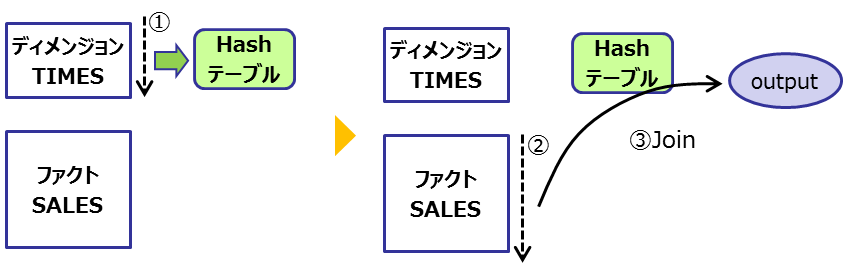 ①
ディメンション
TIMES
Hash
テーブル
ファクト
SALES
ディメンション
TIMES
Hash
テーブル
output
ファクト
SALES
②
③Join